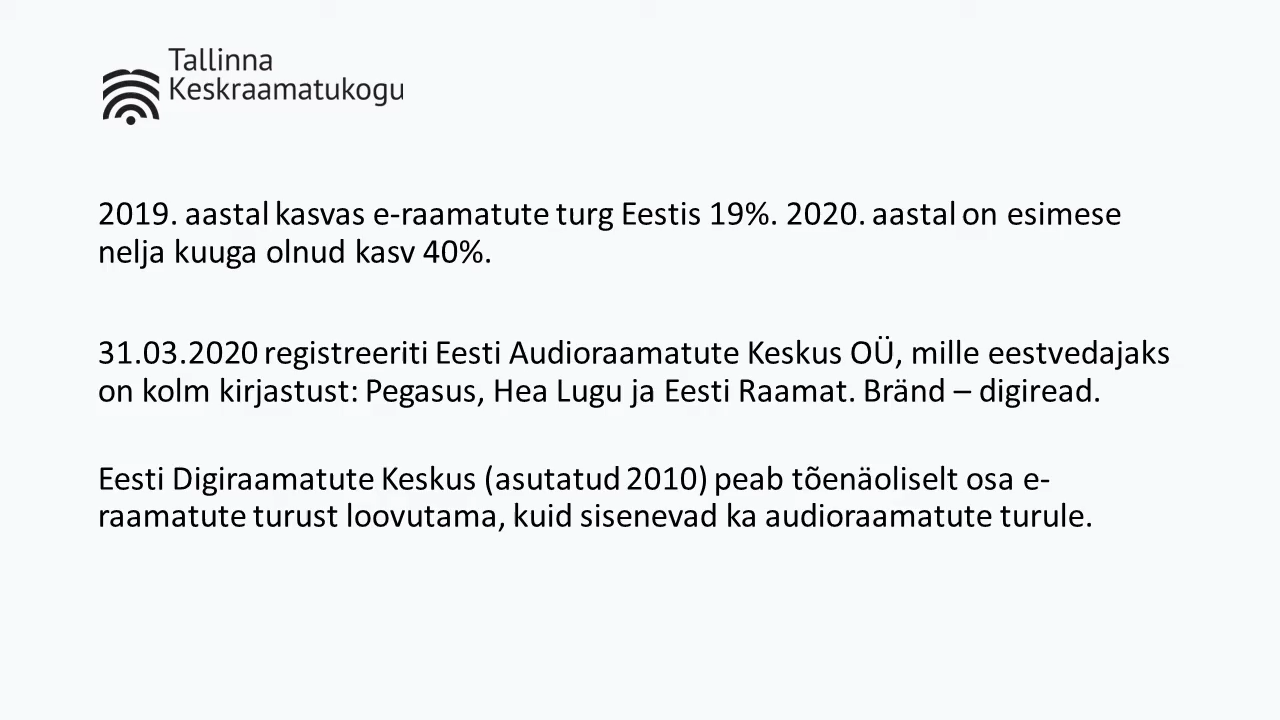 Tallinna
Keskraamatukogu
2019. aastal kasvas e-raamatute turg Eestis 19%. 2020. aastal on esimese
nelja kuuga olnud kasv 40%.
31.03.2020 registreeriti Eesti Audioraamatute Keskus OÜ, mille eestvedajaks
on kolm kirjastust: Pegasus, Hea Lugu ja Eesti Raamat. Bränd – digiread.
Eesti Digiraamatute Keskus (asutatud 2010) peab tõenäoliselt osa e-
raamatute turust loovutama, kuid sisenevad ka audioraamatute turule.